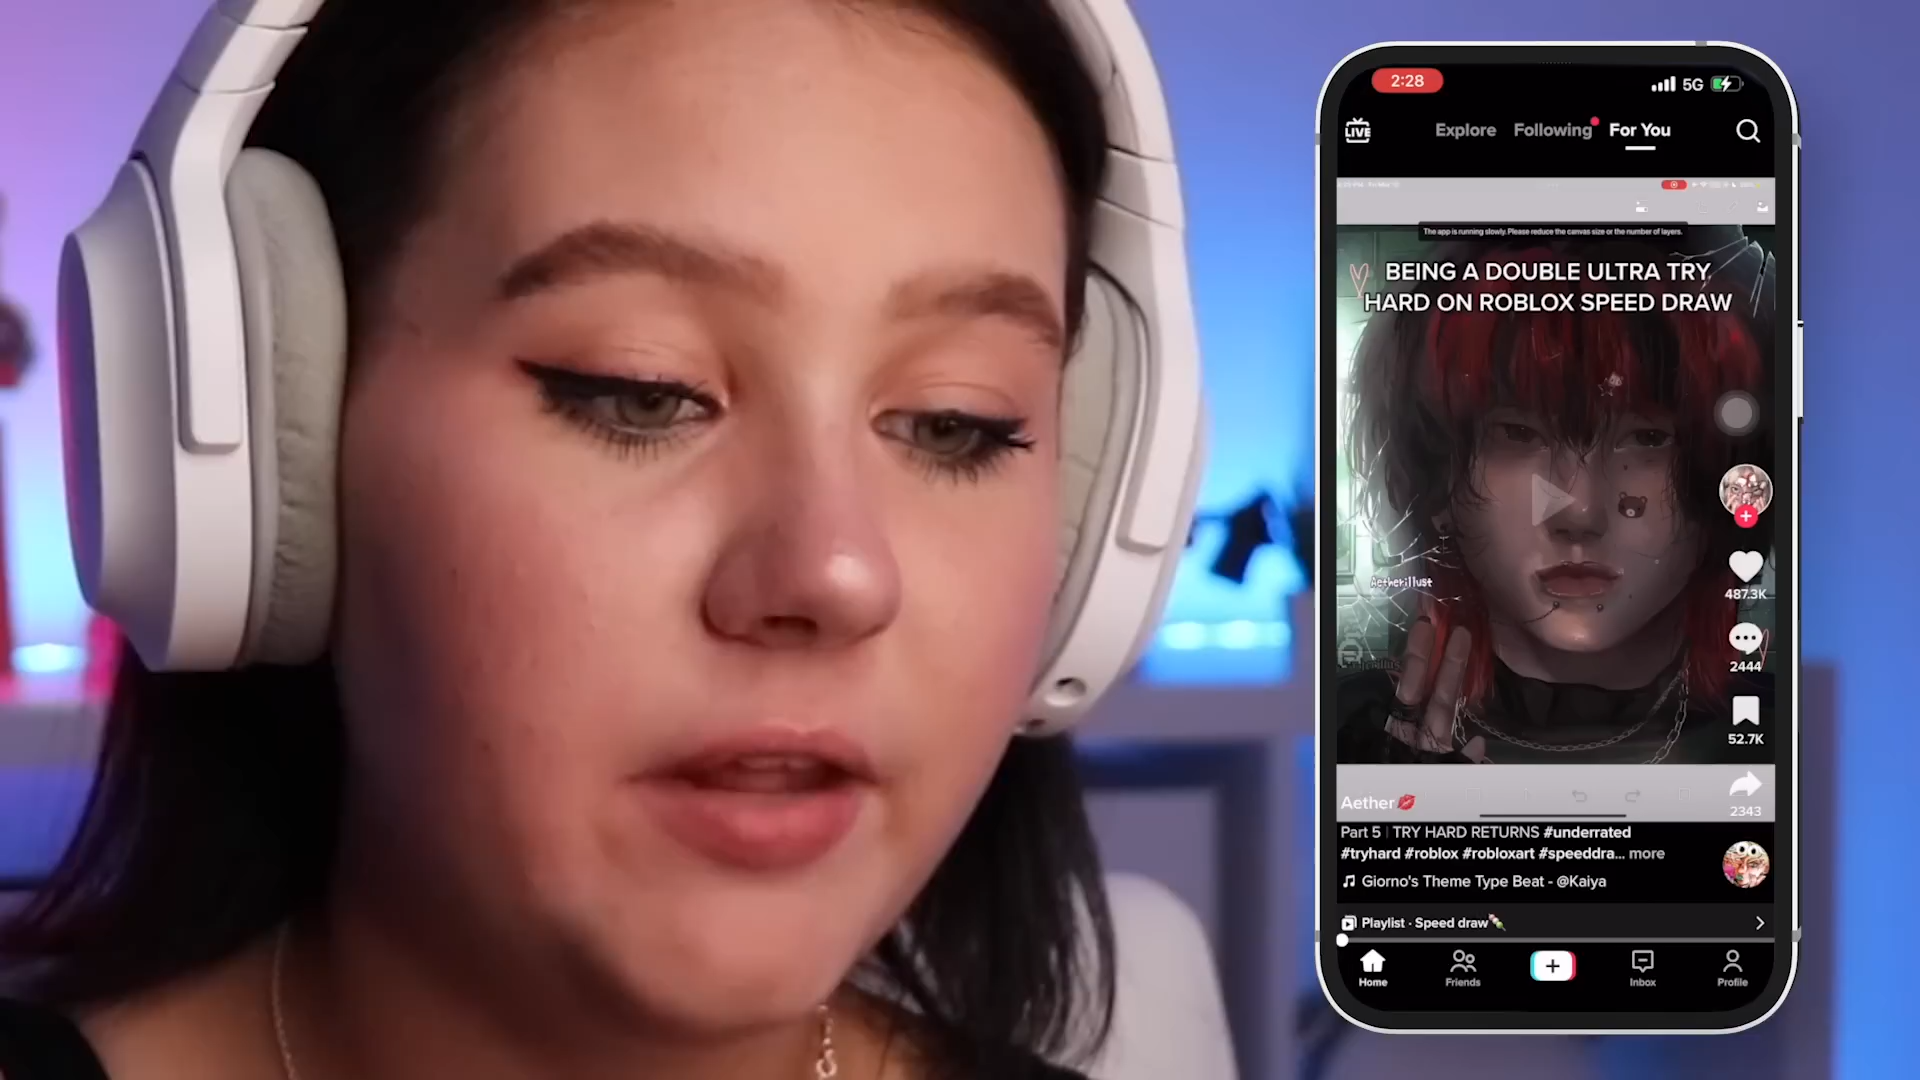 2:28
5G
LIVE
Explore
Following
For You
The app is running slowly. Please reduce the canvas size or the number of layers.
BEING A DOUBLE ULTRA TRY
HARD ON ROBLOX SPEED DRAW
Aetherillust
487.3K
2444
52.7K
2343
Aether💋
Part 5 | TRY HARD RETURNS #underrated
#tryhard #roblox #robloxart #speeddra... more
Giorno's Theme Type Beat - @Kaiya
Playlist · Speed draw🍡
Home
Friends
Inbox
Profile